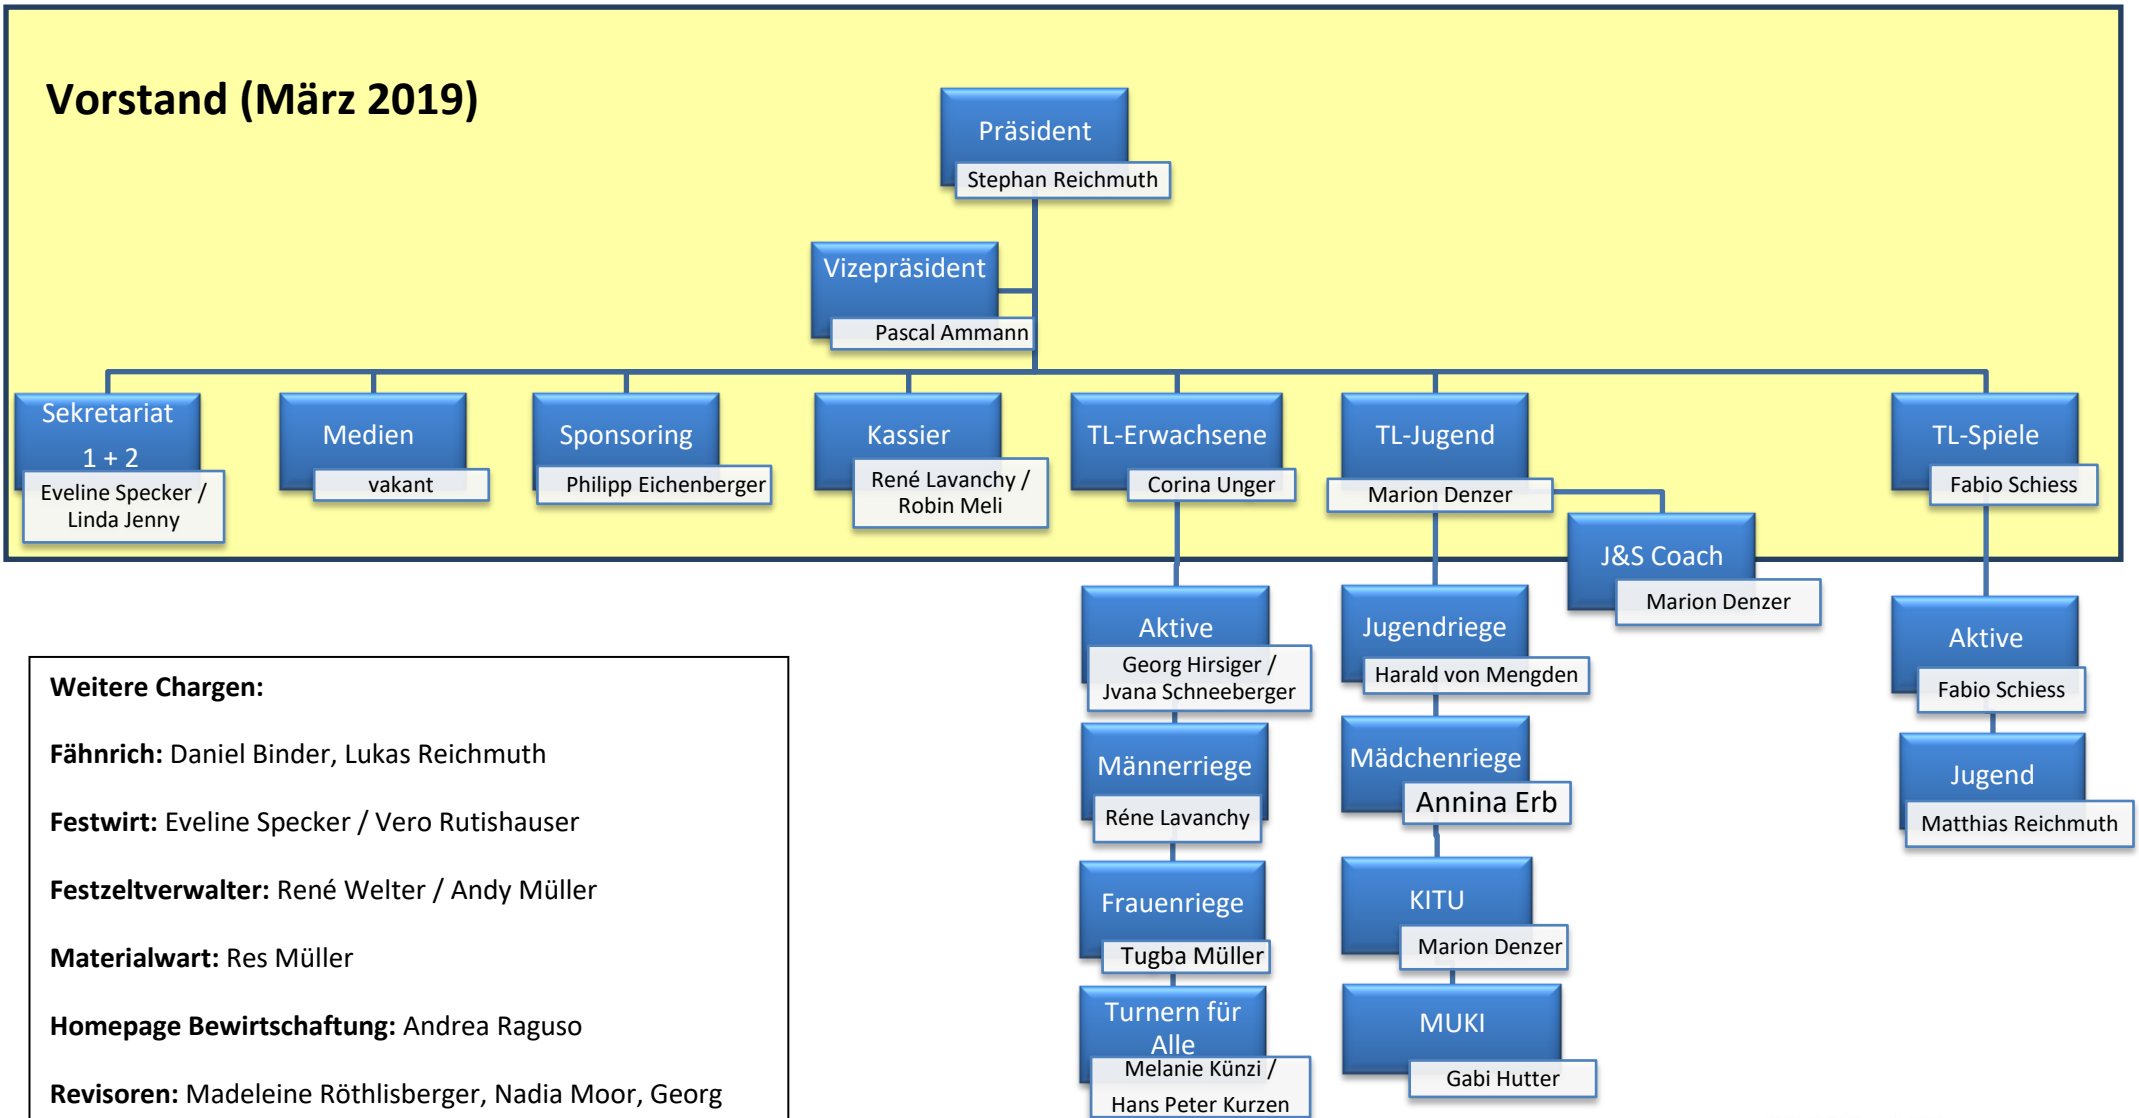 Vorstand (März 2019)
Präsident
Stephan Reichmuth
Vizepräsident
Pascal Ammann
Sekretariat
1 + 2
Eveline Specker /
Linda Jenny
Medien
vakant
Sponsoring
Philipp Eichenberger
Kassier
René Lavanchy /
Robin Meli
TL-Erwachsene
Corina Unger
TL-Jugend
Marion Denzer
TL-Spiele
Fabio Schiess
J&S Coach
Marion Denzer
Aktive
Georg Hirsiger /
Jvana Schneeberger
Männerriege
Réne Lavanchy
Frauenriege
Tugba Müller
Turnern für
Alle
Melanie Künzi /
Hans Peter Kurzen
Jugendriege
Harald von Mengden
Mädchenriege
Annina Erb
KITU
Marion Denzer
MUKI
Gabi Hutter
Aktive
Fabio Schiess
Jugend
Matthias Reichmuth
Weitere Chargen:
Fähnrich: Daniel Binder, Lukas Reichmuth
Festwirt: Eveline Specker / Vero Rutishauser
Festzeltverwalter: René Welter / Andy Müller
Materialwart: Res Müller
Homepage Bewirtschaftung: Andrea Raguso
Revisoren: Madeleine Röthlisberger, Nadia Moor, Georg